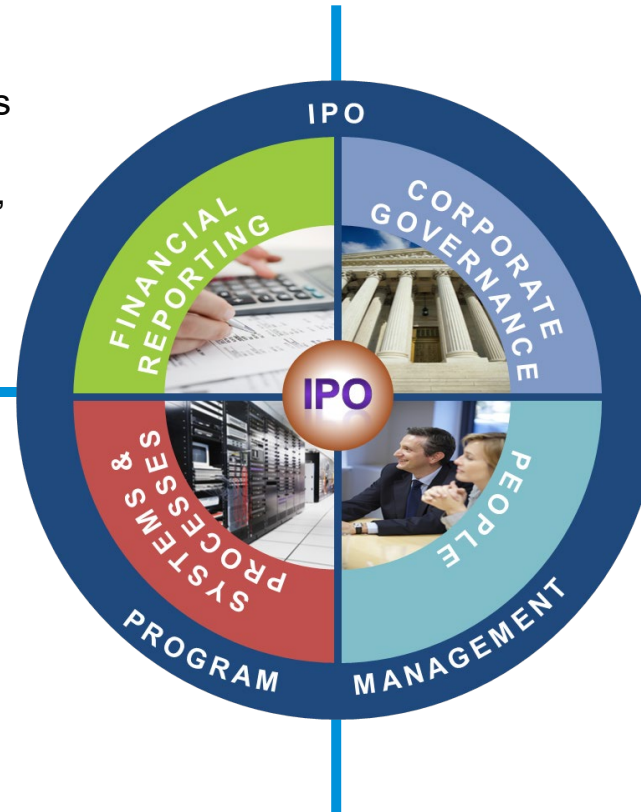 s
,
IPO
FINANCIAL
REPORTING
CORPORATE
GOVERNANCE
IPO
SYSTEMS &
PROCESSES
PEOPLE
PROGRAM
MANAGEMENT